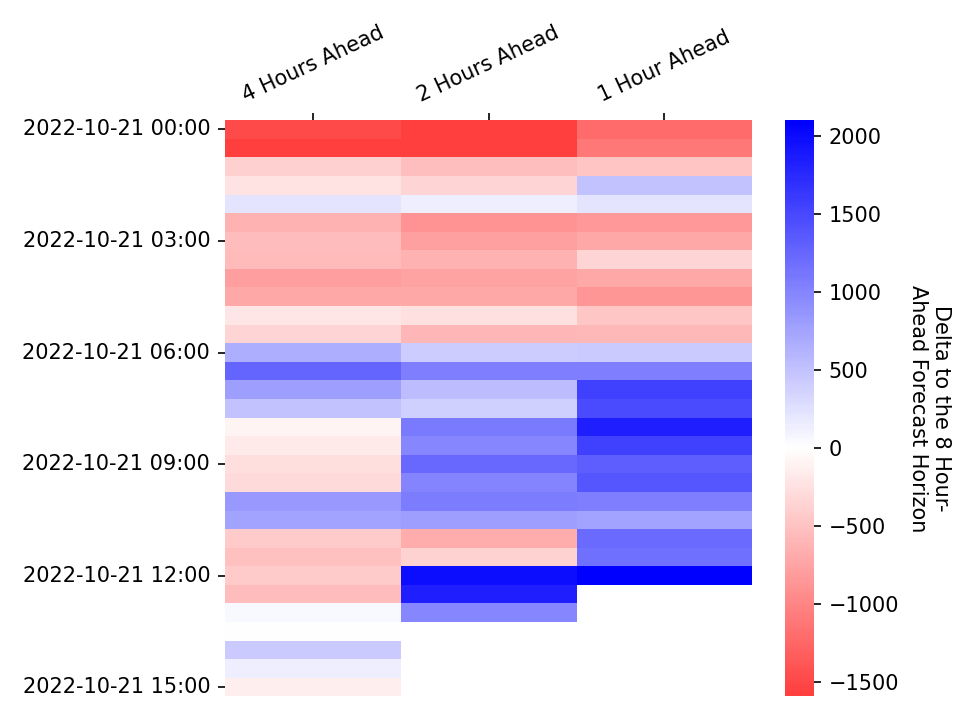 4 Hours Ahead
2 Hours Ahead
1 Hour Ahead
2022-10-21 00:00
2022-10-21 03:00
2022-10-21 06:00
2022-10-21 09:00
2022-10-21 12:00
2022-10-21 15:00
2000
1500
1000
500
0
−500
−1000
−1500
Delta to the 8 Hour-
Ahead Forecast Horizon